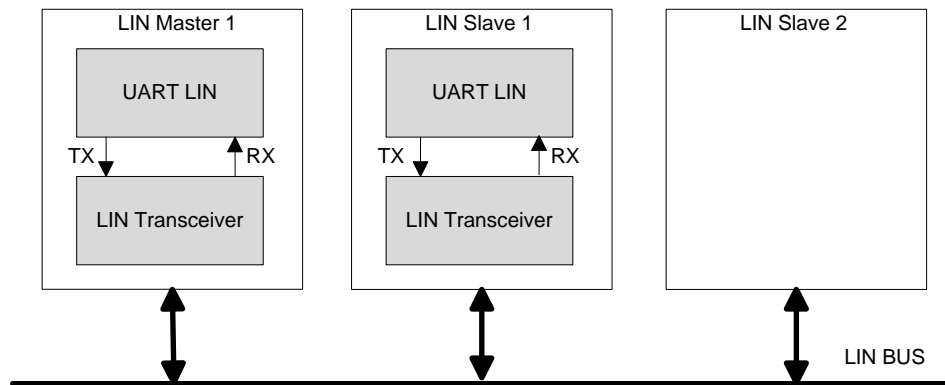 LIN Master 1
LIN Slave 1
LIN Slave 2
UART LIN
UART LIN
TX
RX
TX
RX
LIN Transceiver
LIN Transceiver
LIN BUS